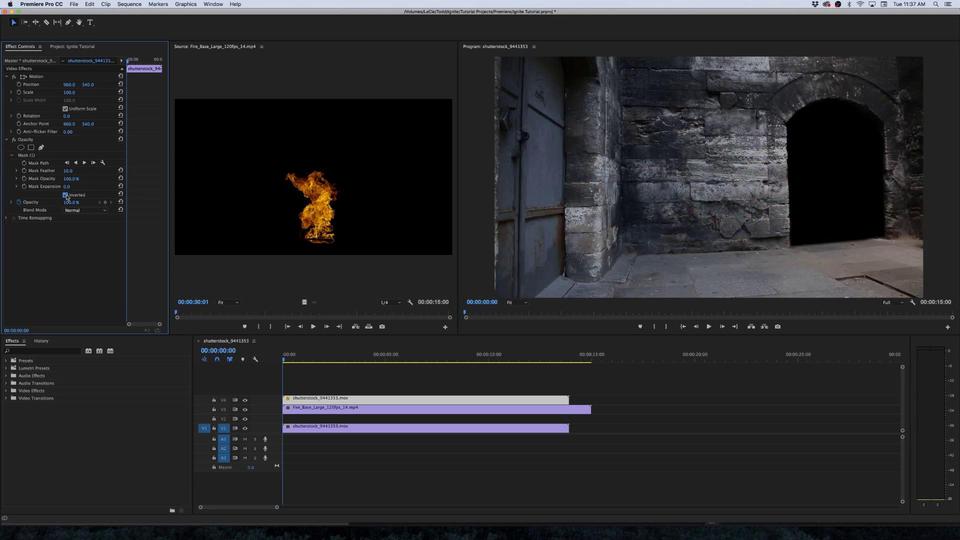 Premiere Pro CC File Edit Clip Sequence Markers Graphics Window Help Tue 11:37 AM
/Volumes/LaCie/Todd/Ignite/Tutorial Projects/Premiere/Ignite Tutorial.prproj *
Effect Controls Project: Ignite Tutorial
Source: Fire_Base_Large_120fps_14.mp4
Program: shutterstock_9441353
Master * shutterstock_9... shutterstock_944135... 00:00
Video Effects shutterstock_94
Motion
Position 960.0 540.0
Scale 100.0
Scale Width 100.0
Uniform Scale
Rotation 0.0
Anchor Point 960.0 540.0
Anti-flicker Filter 0.00
Opacity
Mask (1)
Mask Path
Mask Feather 10.0
Mask Opacity 100.0 %
Mask Expansion 0.0
Inverted
Opacity 100.0 %
Blend Mode Normal
Time Remapping
00:00:00:00
00:00:30:01 Fit 1/4 00:00:15:00
00:00:00:00 Fit Full 00:00:15:00
Effects History
Presets
Lumetri Presets
Audio Effects
Audio Transitions
Video Effects
Video Transitions
shutterstock_9441353
00:00:00:00
:00:00 00:00:05:00 00:00:10:00 00:00:15:00 00:00:20:00 00:00:25:00 00:00
V4 shutterstock_9441353.mov
V3 Fire_Base_Large_120fps_14.mp4
V2
V1 V1 shutterstock_9441353.mov
A1 M S
A2 M S
A3 M S
Master 0.0